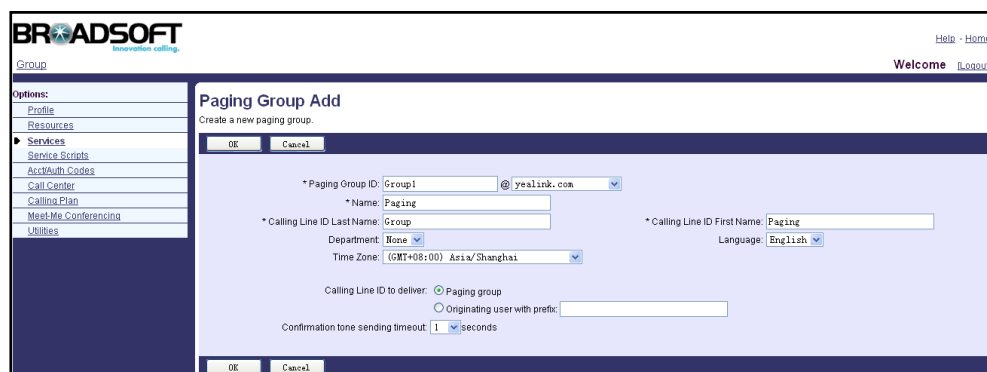 BROADSOFT
Innovation calling.
Help - Home
Group
Welcome [Logout
Options:
Profile
Resources
Services
Service Scripts
Acct/Auth Codes
Call Center
Calling Plan
Meet-Me Conferencing
Utilities
Paging Group Add
Create a new paging group.
OK Cancel
* Paging Group ID: Group1 @ yealink.com
* Name: Paging
* Calling Line ID Last Name: Group * Calling Line ID First Name: Paging
Department: None Language: English
Time Zone: (GMT+08:00) Asia/Shanghai
Calling Line ID to deliver: Paging group
Originating user with prefix:
Confirmation tone sending timeout: 1 seconds
OK Cancel